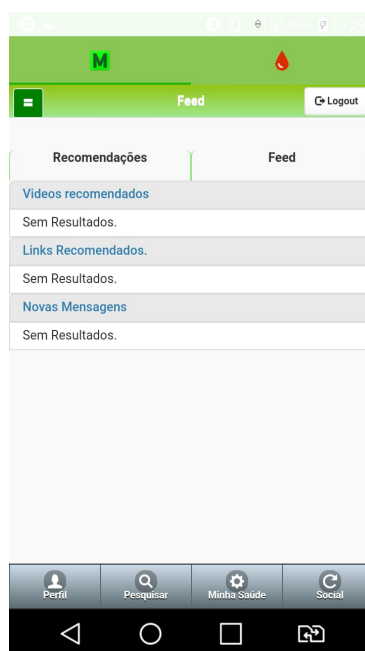 M
Feed
Logout
Recomendações
Feed
Videos recomendados
Sem Resultados.
Links Recomendados.
Sem Resultados.
Novas Mensagens
Sem Resultados.
Perfil
Pesquisar
Minha Saúde
Social